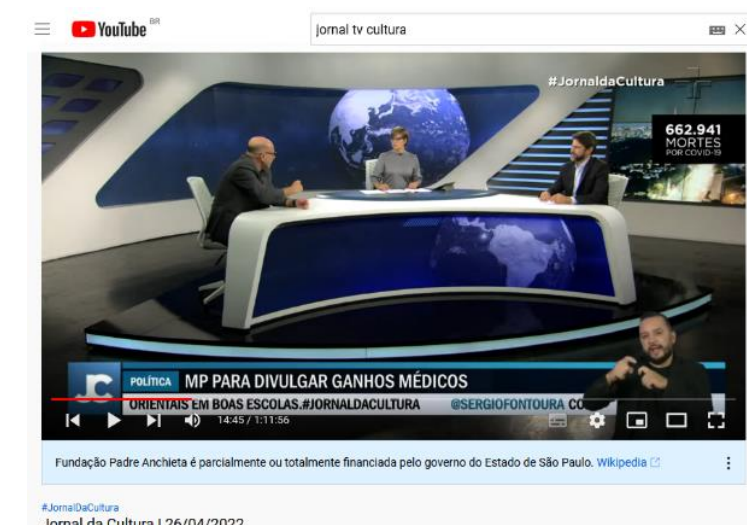 YouTube BR
jornal tv cultura
#JornaldaCultura
662.941
MORTES
POR COVID-19
JC
POLÍTICA MP PARA DIVULGAR GANHOS MÉDICOS
ORIENTAIS EM BOAS ESCOLAS.#JORNALDACULTURA @SERGIOFONTOURA CO
14:45 / 1:11:56
Fundação Padre Anchieta é parcialmente ou totalmente financiada pelo governo do Estado de São Paulo. Wikipedia
#JornalDaCultura
Jornal da Cultura | 26/04/2022